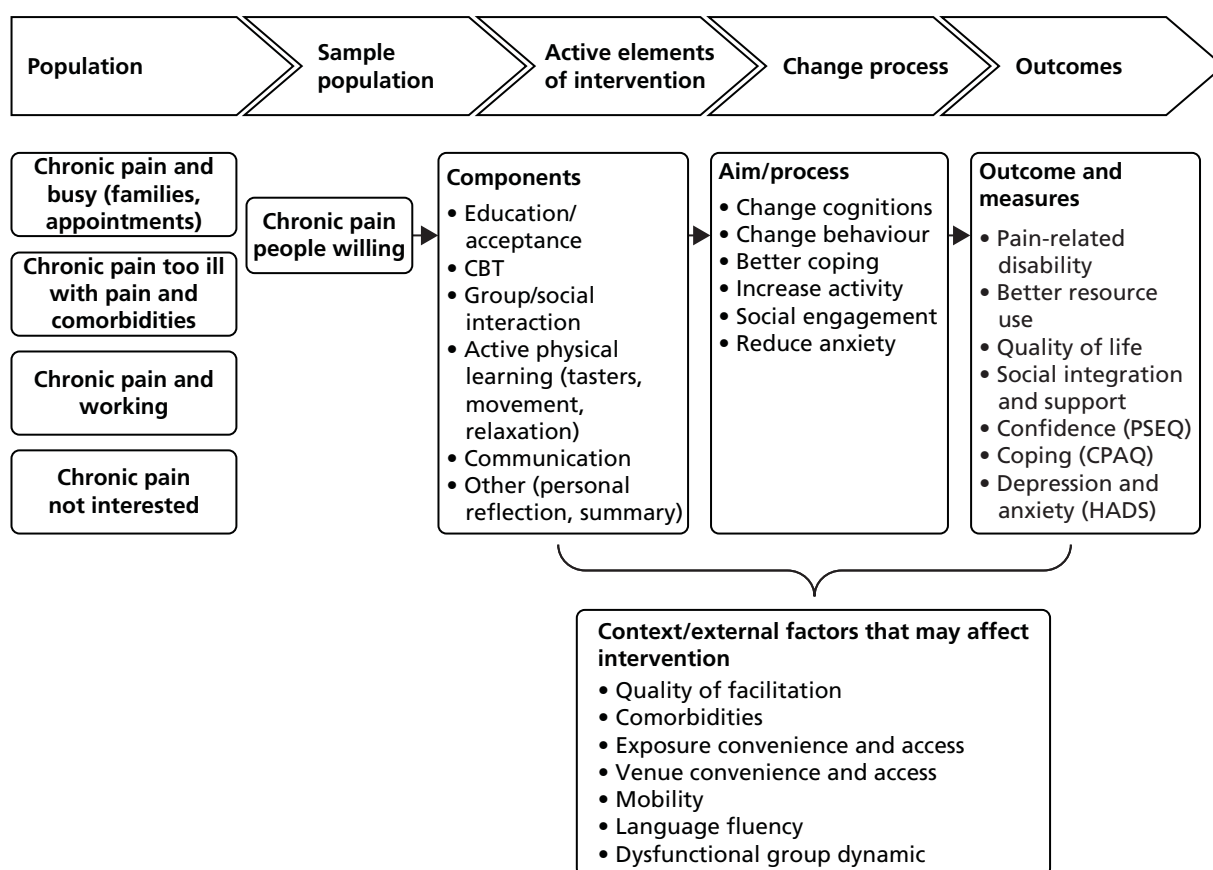 Population
Sample
population
Active elements
of intervention
Change process
Outcomes
Chronic pain and
busy (families,
appointments)
Chronic pain too ill
with pain and
comorbidities
Chronic pain and
working
Chronic pain
not interested
Chronic pain
people willing
Components
• Education/
acceptance
• CBT
• Group/social
interaction
• Active physical
learning (tasters,
movement,
relaxation)
• Communication
• Other (personal
reflection, summary)
Aim/process
• Change cognitions
• Change behaviour
• Better coping
• Increase activity
• Social engagement
• Reduce anxiety
Outcome and
measures
• Pain-related
disability
• Better resource
use
• Quality of life
• Social integration
and support
• Confidence (PSEQ)
• Coping (CPAQ)
• Depression and
anxiety (HADS)
Context/external factors that may affect
intervention
• Quality of facilitation
• Comorbidities
• Exposure convenience and access
• Venue convenience and access
• Mobility
• Language fluency
• Dysfunctional group dynamic